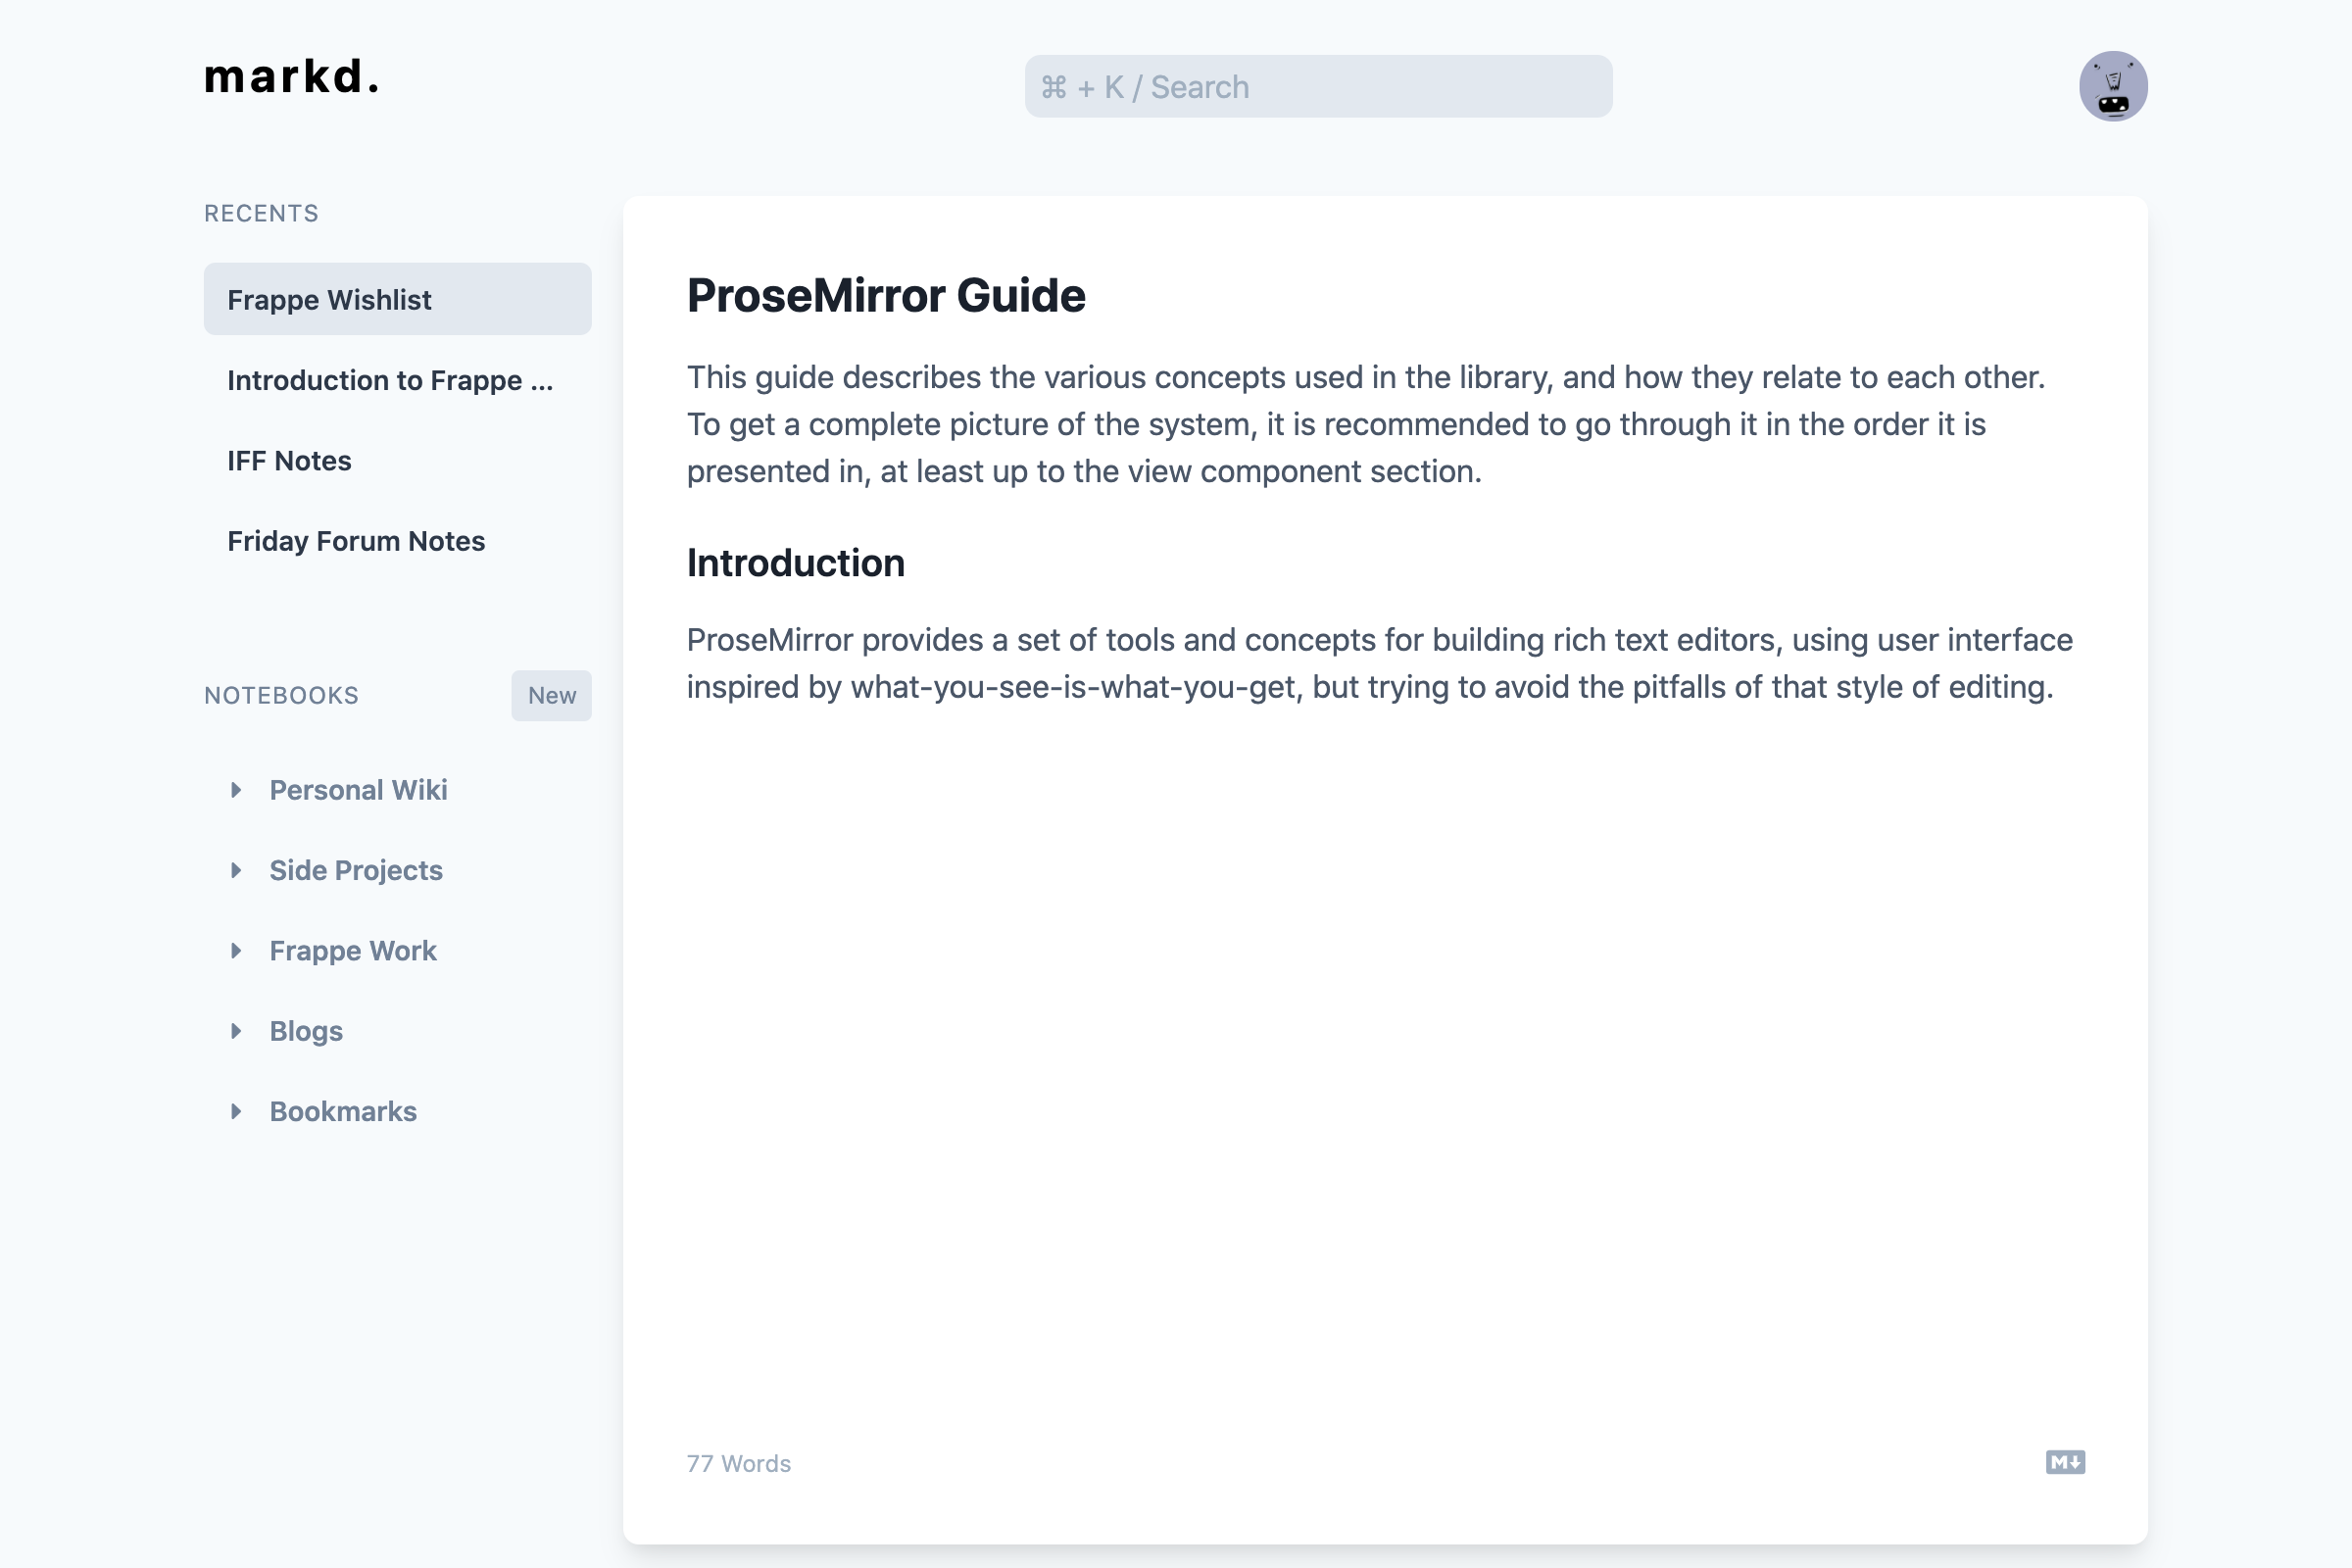 markd.
⌘ + K / Search
RECENTS
Frappe Wishlist
Introduction to Frappe ...
IFF Notes
Friday Forum Notes
NOTEBOOKS
New
Personal Wiki
Side Projects
Frappe Work
Blogs
Bookmarks
ProseMirror Guide
This guide describes the various concepts used in the library, and how they relate to each other.
To get a complete picture of the system, it is recommended to go through it in the order it is
presented in, at least up to the view component section.
Introduction
ProseMirror provides a set of tools and concepts for building rich text editors, using user interface
inspired by what-you-see-is-what-you-get, but trying to avoid the pitfalls of that style of editing.
77 Words
M↓